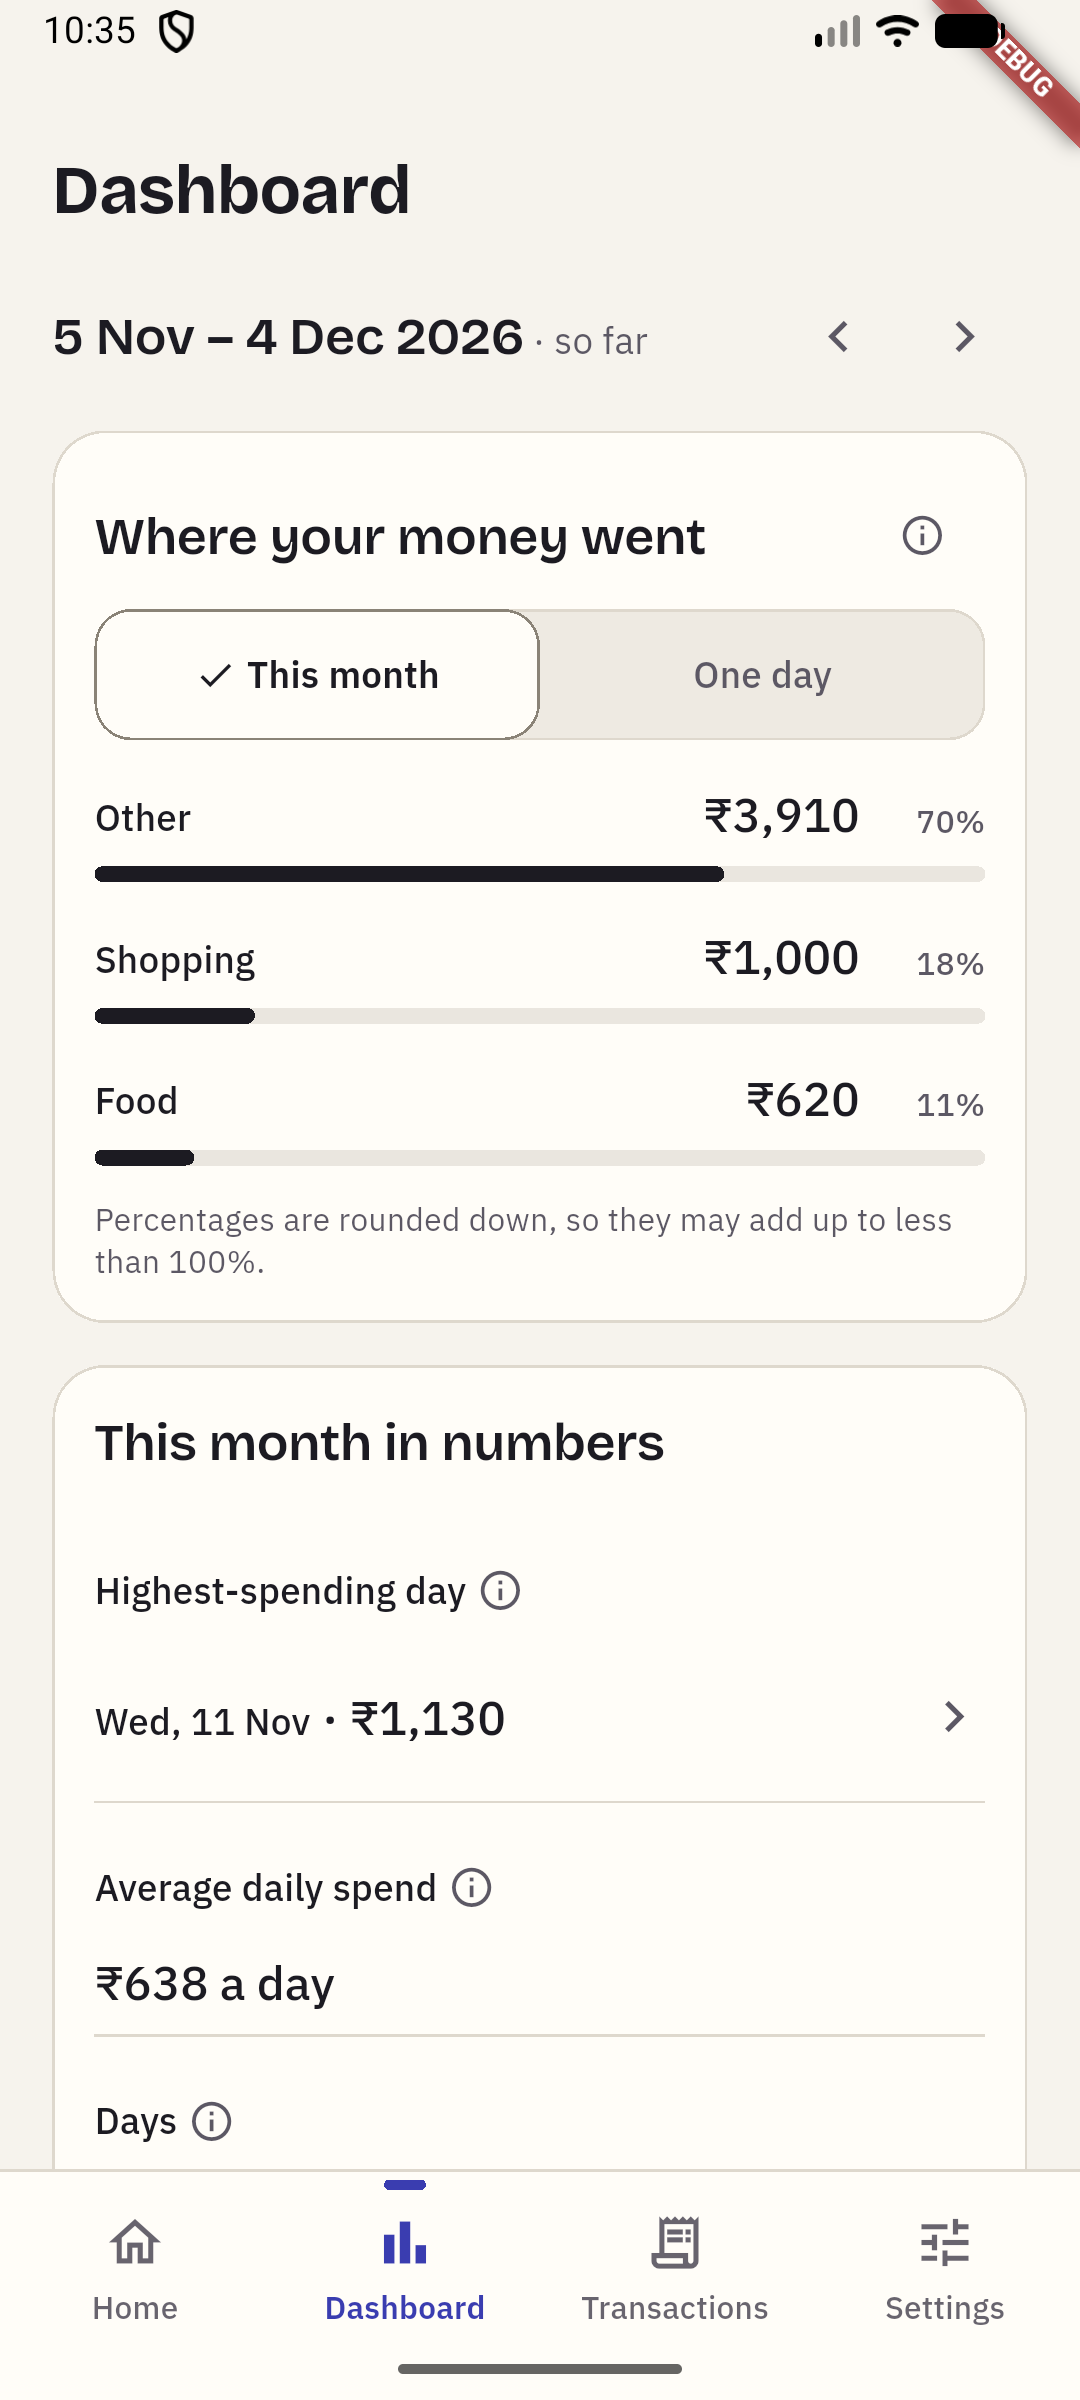 10:35
EBUG
Dashboard
5 Nov – 4 Dec 2026 · so far
Where your money went
This month
One day
Other ₹3,910 70%
Shopping ₹1,000 18%
Food ₹620 11%
Percentages are rounded down, so they may add up to less
than 100%.
This month in numbers
Highest-spending day
Wed, 11 Nov · ₹1,130
Average daily spend
₹638 a day
Days
Home
Dashboard
Transactions
Settings